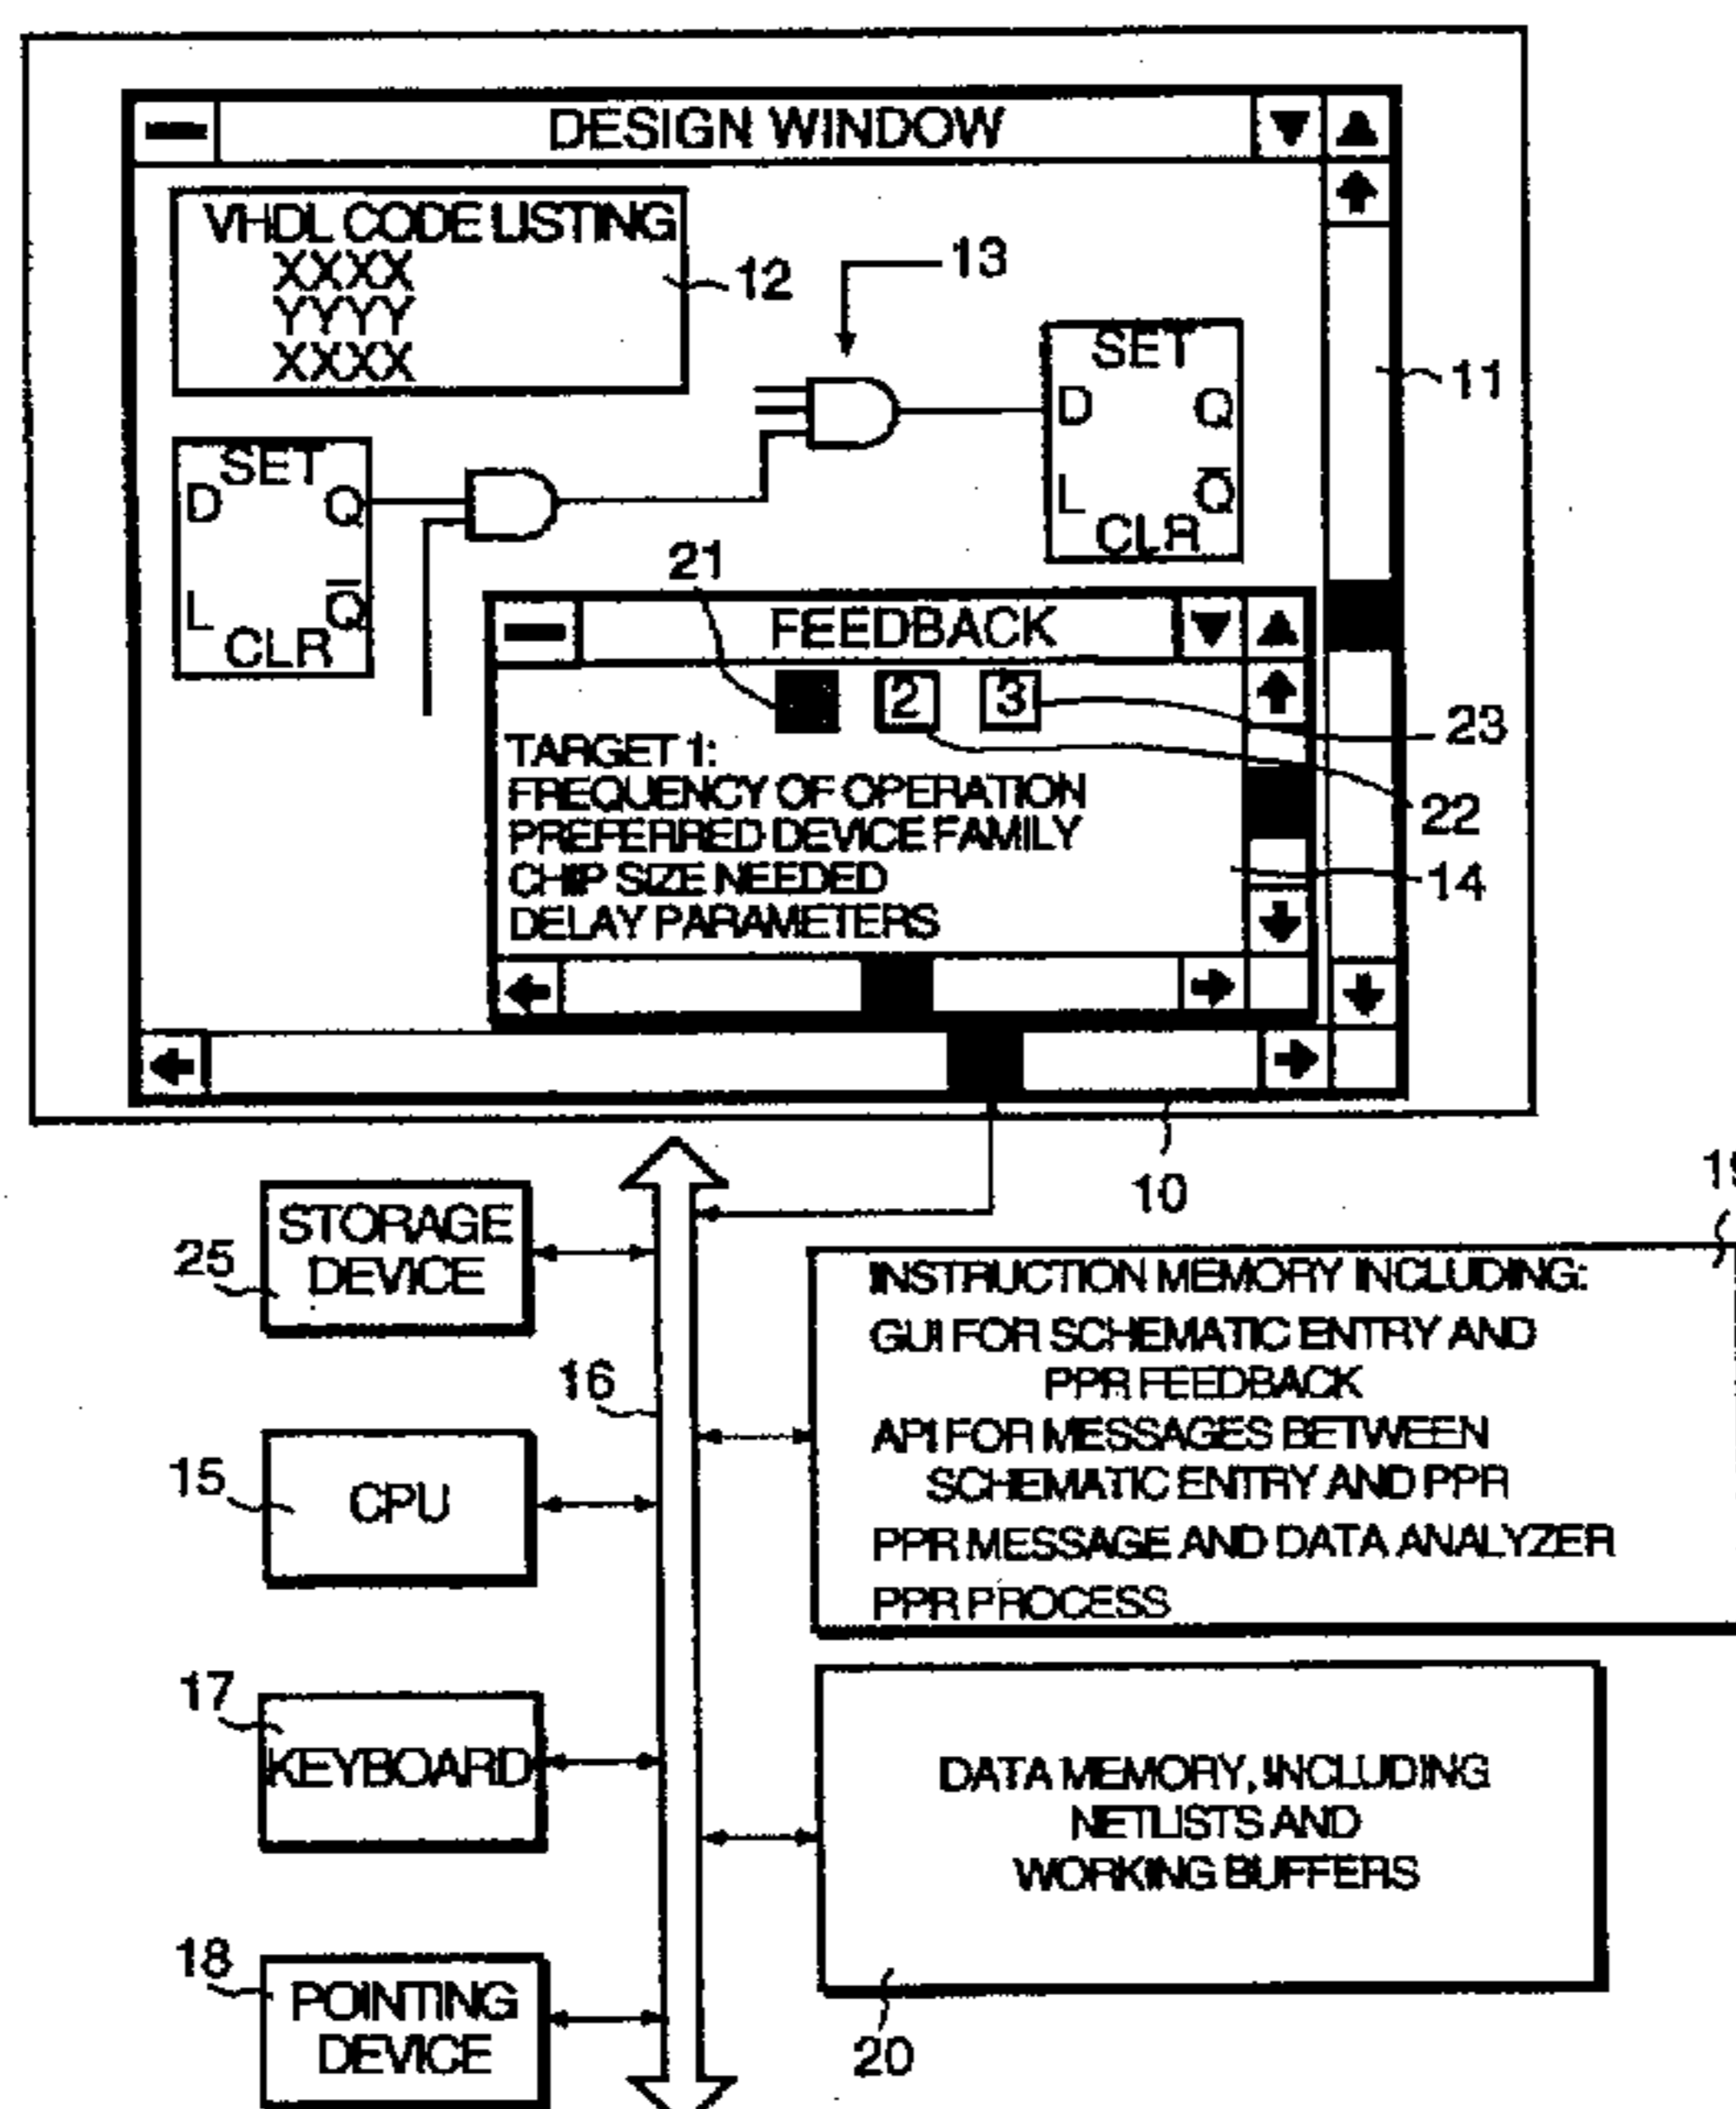 DESIGN WINDOW
VHDL CODE LISTING
XXXX
YYYY
XXXX
12
13
11
SET
D Q
L Q
CLR
SET
D Q
L Q
CLR
21
FEEDBACK
2 3
23
22
14
TARGET 1:
FREQUENCY OF OPERATION
PREFERRED DEVICE FAMILY
CHIP SIZE NEEDED
DELAY PARAMETERS
10
STORAGE
DEVICE
25
16
15
CPU
17
KEYBOARD
18
POINTING
DEVICE
INSTRUCTION MEMORY INCLUDING:
GUI FOR SCHEMATIC ENTRY AND
PPR FEEDBACK
API FOR MESSAGES BETWEEN
SCHEMATIC ENTRY AND PPR
PPR MESSAGE AND DATA ANALYZER
PPR PROCESS
DATA MEMORY, INCLUDING
NETLISTS AND
WORKING BUFFERS
20